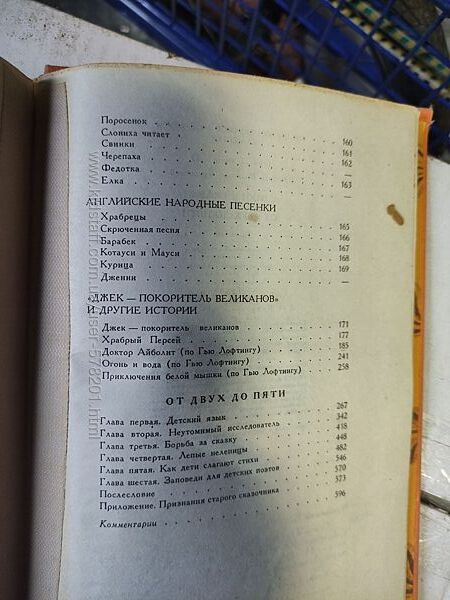 Поросенок
Слониха читает . . . 160
Свинки . . . 161
Черепаха . . . 162
Федотка . . . —
Елка . . . 163
АНГЛИЙСКИЕ НАРОДНЫЕ ПЕСЕНКИ
Храбрецы . . . 165
Скрюченная песня . . . 166
Барабек . . . 167
Котауси и Мауси . . . 168
Курица . . . 169
Дженни . . . —
«ДЖЕК — ПОКОРИТЕЛЬ ВЕЛИКАНОВ»
И ДРУГИЕ ИСТОРИИ
Джек — покоритель великанов . . . 171
Храбрый Персей . . . 177
Доктор Айболит (по Гью Лофтингу) . . . 185
Огонь и вода (по Гью Лофтингу) . . . 241
Приключения белой мышки (по Гью Лофтингу) . . . 258
ОТ ДВУХ ДО ПЯТИ
Глава первая. Детский язык . . . 267
Глава вторая. Неутомимый исследователь . . . 342
Глава третья. Борьба за сказку . . . 418
Глава четвертая. Лепые нелепицы . . . 448
Глава пятая. Как дети слагают стихи . . . 482
Глава шестая. Заповеди для детских поэтов . . . 546
Послесловие . . . 570
Приложение. Признания старого сказочника . . . 573
Комментарии . . . 596